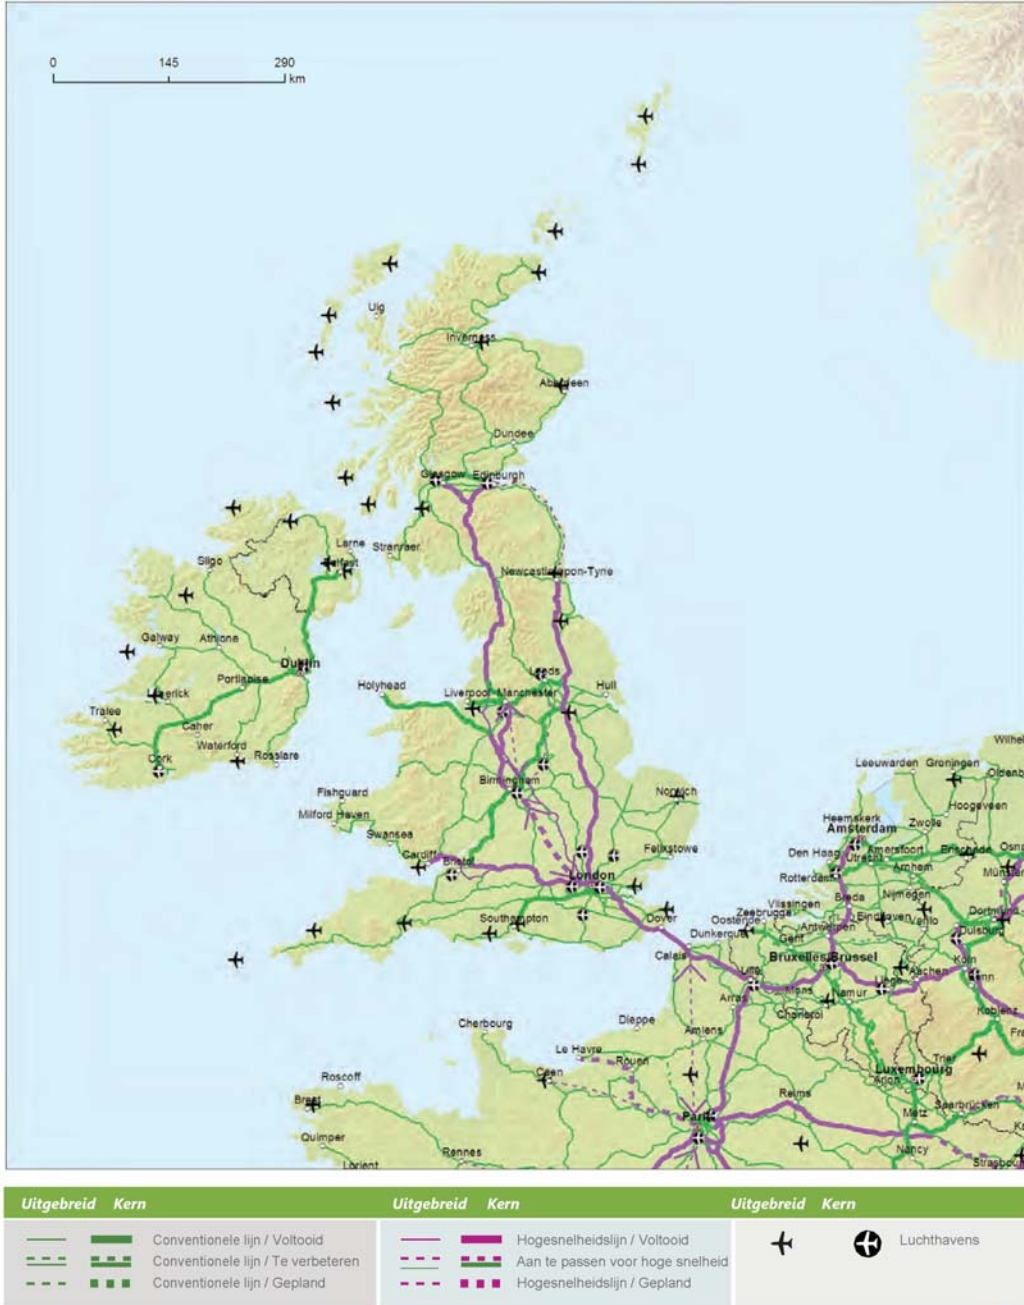 0 145 290
km
Uig
Inverness
Aberdeen
Dundee
Glasgow Edinburgh
Larne
Stranraer
Sligo
Belfast
Newcastle-upon-Tyne
Galway
Athlone
Dublin
Portlaoise
Leeds
Holyhead
Liverpool Manchester
Hull
Limerick
Tralee
Caher
Waterford
Rosslare
Cork
Birmingham
Norwich
Fishguard
Milford Haven
Swansea
Cardiff
Bristol
Felixstowe
London
Southampton
Dover
Leeuwarden Groningen
Hoogeveen
Heemskerk
Zwolle
Amsterdam
Den Haag
Amersfoort
Enschede
Utrecht
Arnhem
Rotterdam
Nijmegen
Breda
Vlissingen
Zeebrugge
Oostende
Eindhoven
Venlo
Dortmund
Antwerpen
Duisburg
Dunkerque
Gent
Calais
Bruxelles/Brussel
Köln
Lille
Aachen
Liège
Bonn
Mons
Namur
Arras
Charleroi
Koblenz
Cherbourg
Dieppe
Amiens
Le Havre
Rouen
Trier
Caen
Luxembourg
Arlon
Roscoff
Reims
Brest
Paris
Metz
Saarbrücken
Quimper
Rennes
Nancy
Lorient
Uitgebreid Kern
Conventionele lijn / Voltooid
Conventionele lijn / Te verbeteren
Conventionele lijn / Gepland
Uitgebreid Kern
Hogesnelheidslijn / Voltooid
Aan te passen voor hoge snelheid
Hogesnelheidslijn / Gepland
Uitgebreid Kern
Luchthavens